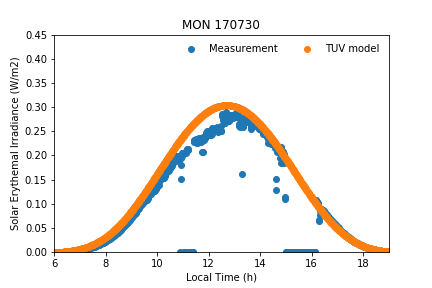 MON 170730
Measurement
TUV model
Solar Erythemal Irradiance (W/m2)
0.45
0.40
0.35
0.30
0.25
0.20
0.15
0.10
0.05
0.00
6 8 10 12 14 16 18
Local Time (h)